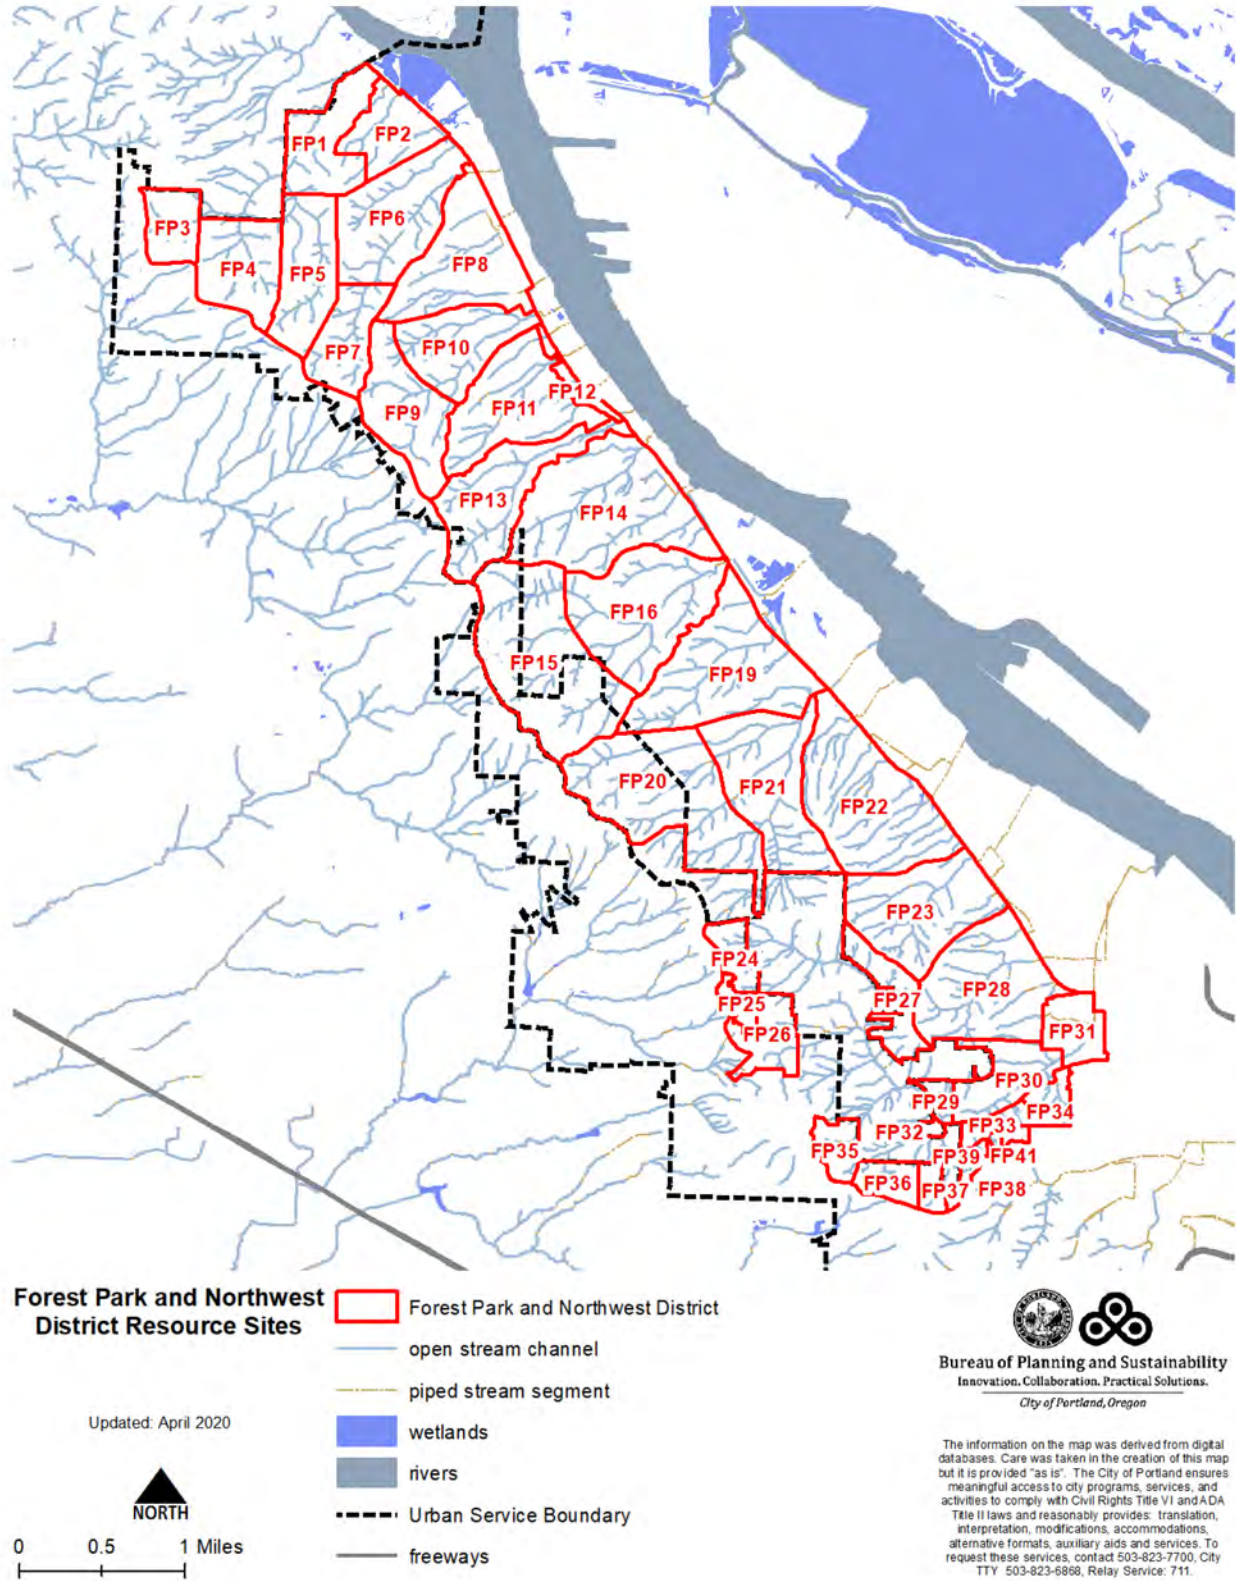 FP1
FP2
FP3
FP4
FP5
FP6
FP8
FP7
FP10
FP9
FP11
FP12
FP13
FP14
FP16
FP15
FP19
FP20
FP21
FP22
FP23
FP24
FP25
FP26
FP27
FP28
FP31
FP30
FP29
FP34
FP32
FP33
FP35
FP39
FP41
FP36
FP37
FP38
Forest Park and Northwest
District Resource Sites
Updated: April 2020
NORTH
0 0.5 1 Miles
Forest Park and Northwest District
open stream channel
piped stream segment
wetlands
rivers
Urban Service Boundary
freeways
Bureau of Planning and Sustainability
Innovation. Collaboration. Practical Solutions.
City of Portland, Oregon
The information on the map was derived from digital
databases. Care was taken in the creation of this map
but it is provided "as is". The City of Portland ensures
meaningful access to city programs, services, and
activities to comply with Civil Rights Title VI and ADA
Title II laws and reasonably provides: translation,
interpretation, modifications, accommodations,
alternative formats, auxiliary aids and services. To
request these services, contact 503-823-7700, City
TTY 503-823-6868, Relay Service: 711.